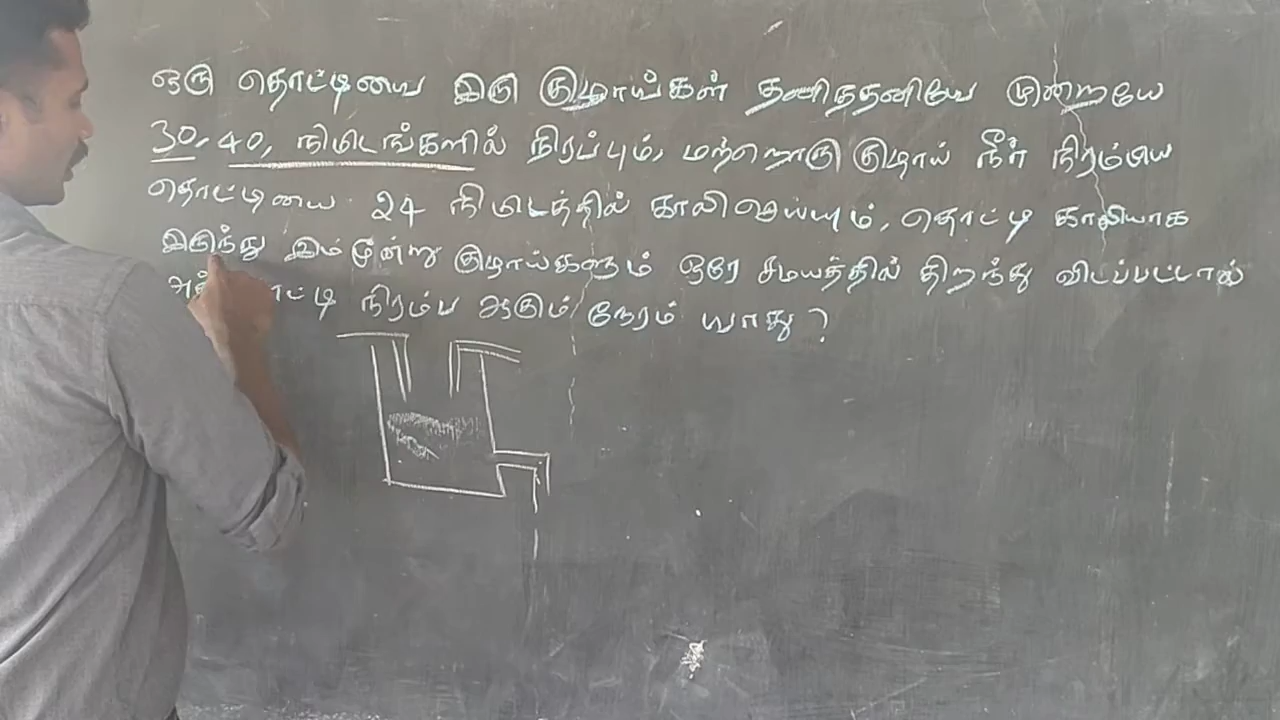 ஒரு தொட்டியை இரு குழாய்கள் தனித்தனியே முறையே
30, 40, நிமிடங்களில் நிரப்பும், மற்றொரு குழாய் நீர் நிரம்பிய
தொட்டியை 24 நிமிடத்தில் காலிசெய்யும், தொட்டி காலியாக
இருந்து இம்மூன்று குழாய்களும் ஒரே சமயத்தில் திறந்து விடப்பட்டால்
நிரம்ப ஆகும் நேரம் யாது?